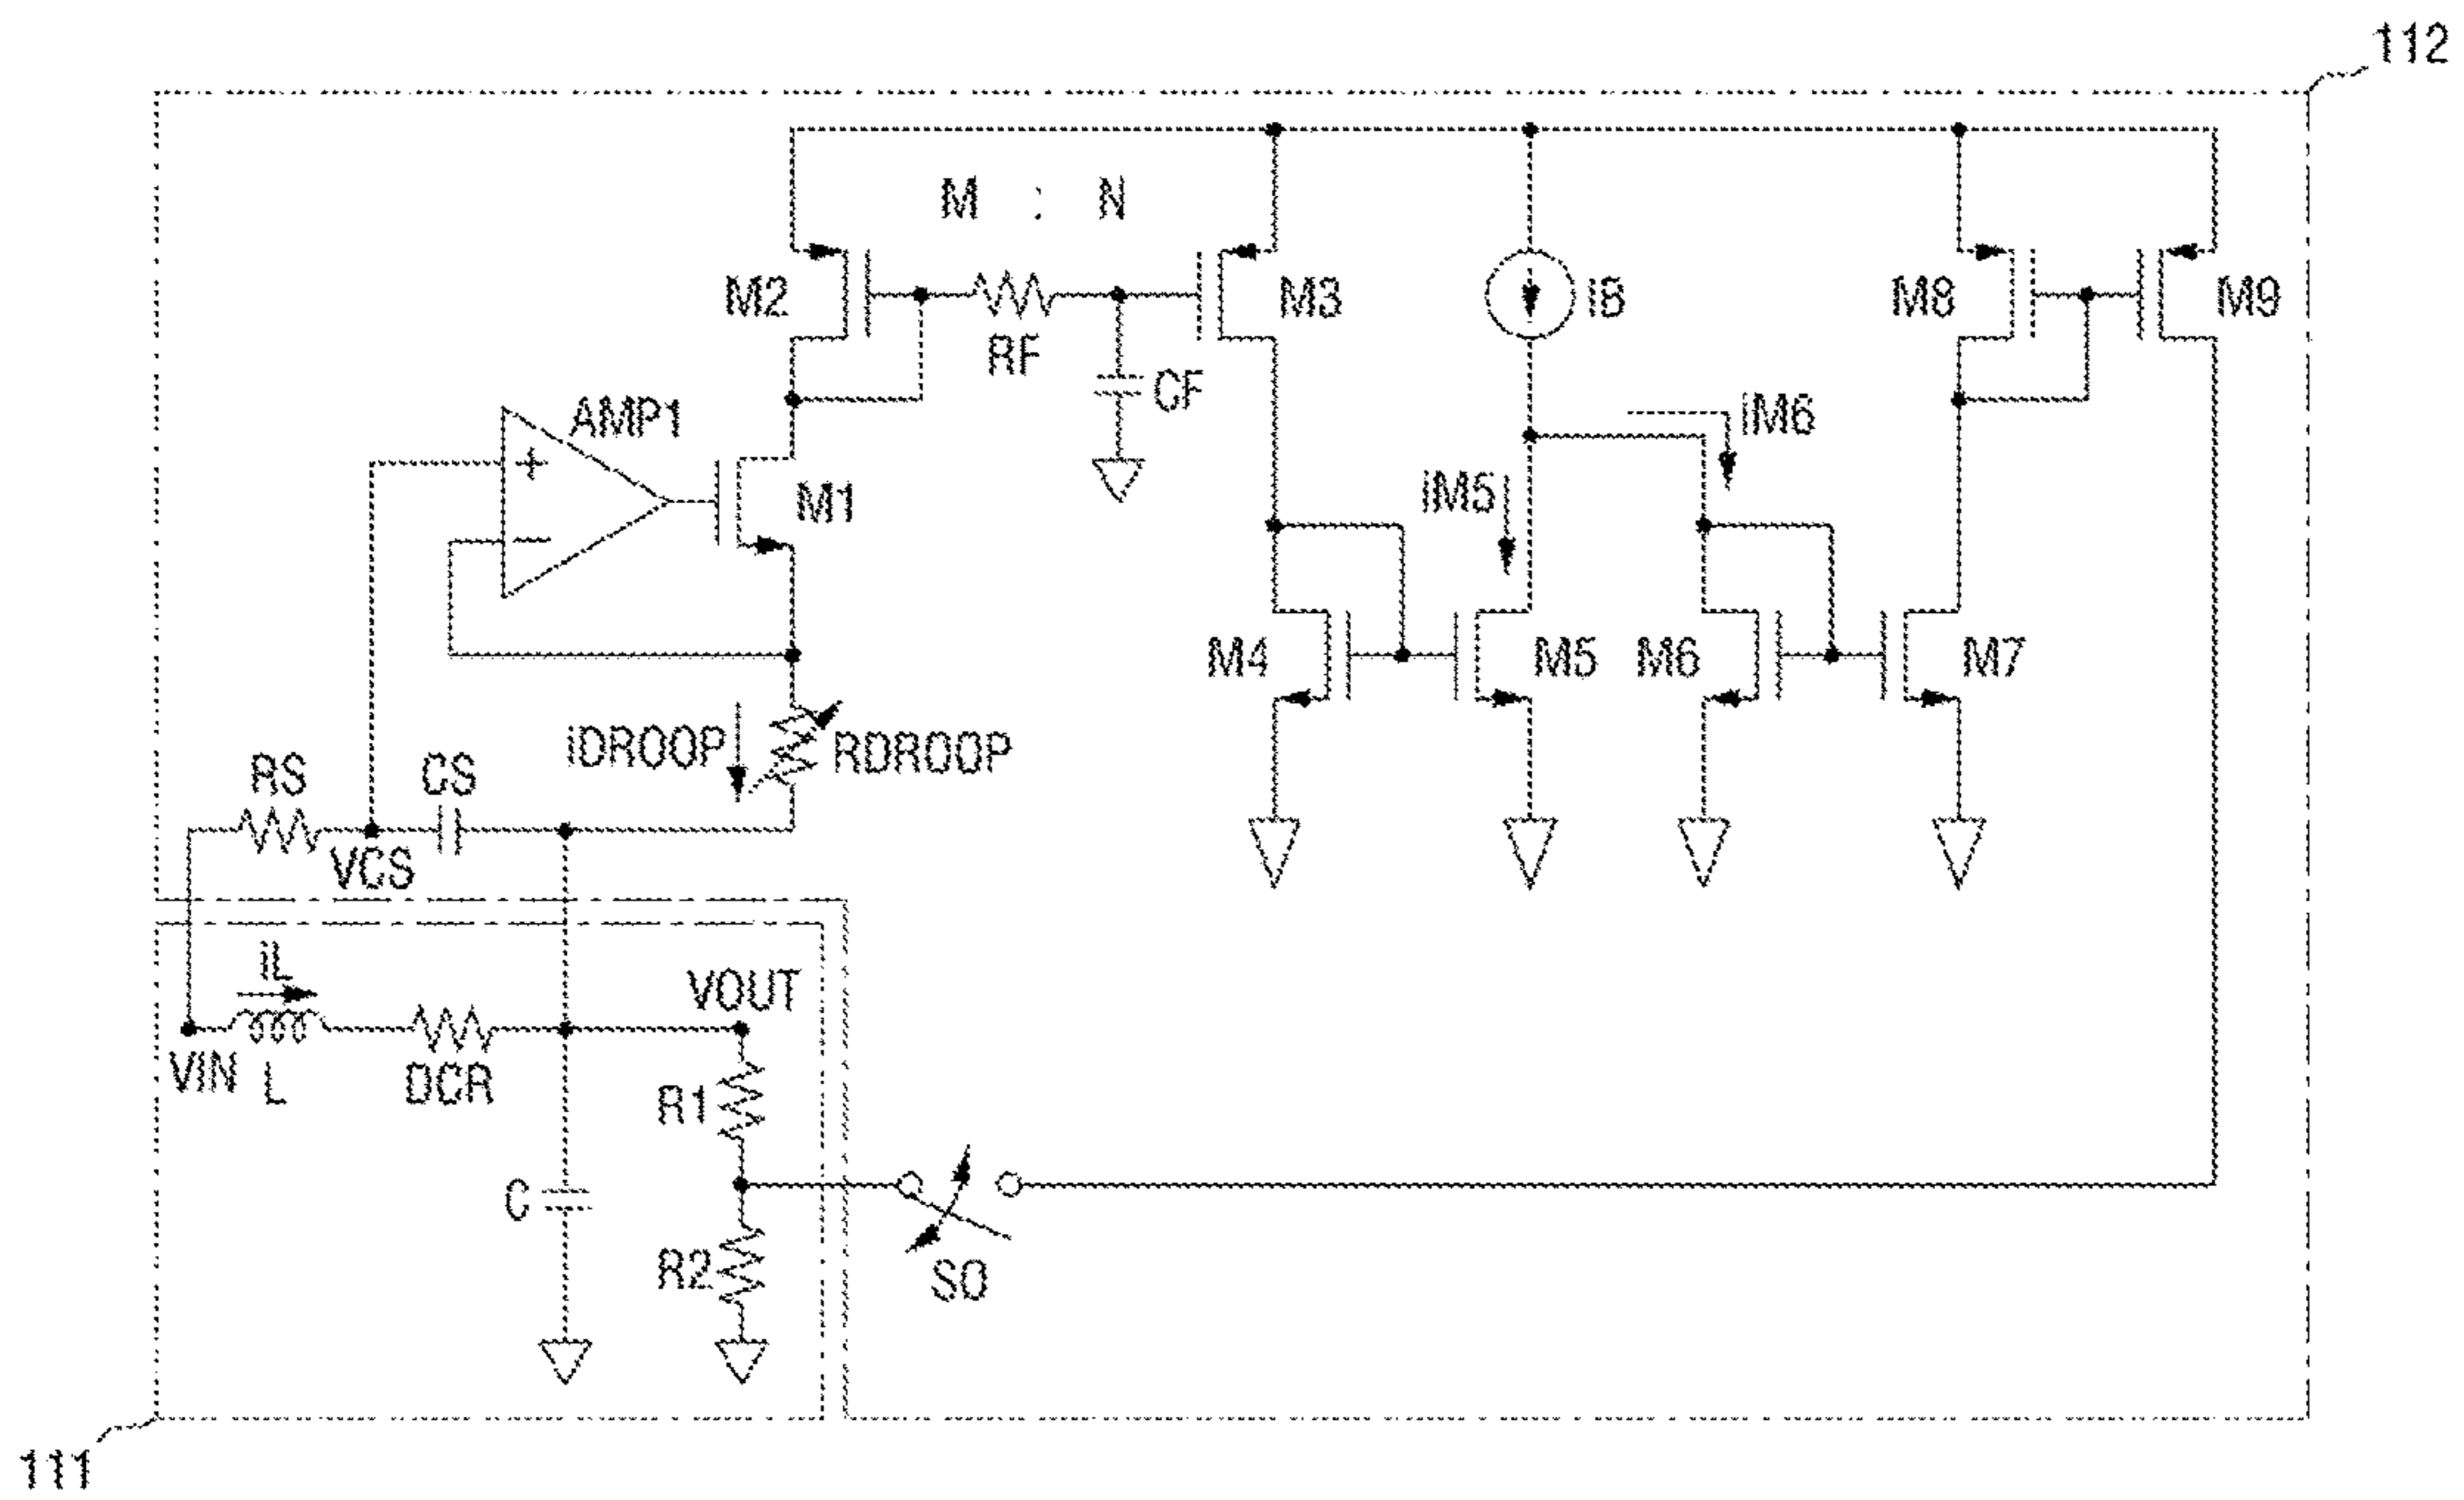 112
M : N
M2
RF
M3
IB
M8
M9
CF
AMP1
iM6
M1
iM5
M4
M5
M6
M7
iDROOP
RDROOP
RS
CS
VCS
iL
VOUT
VIN
L
DCR
R1
C
R2
SO
111
+
−